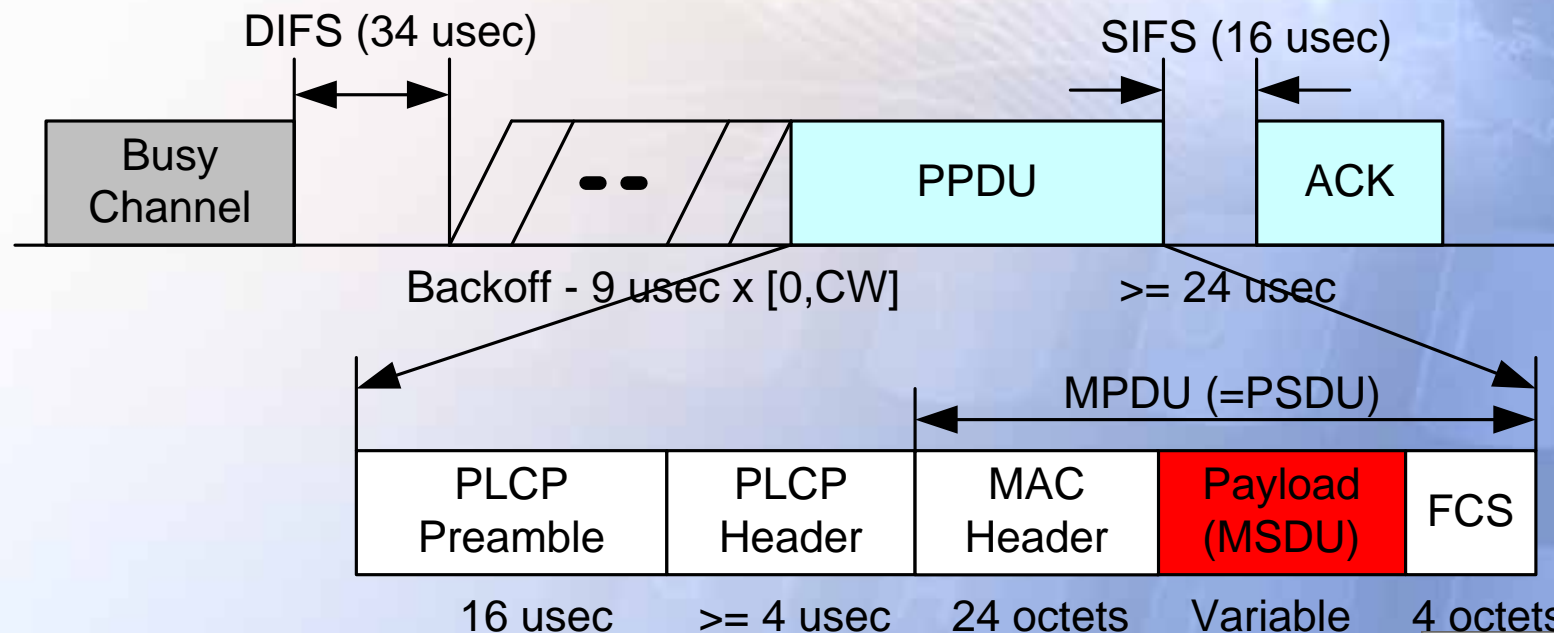 DIFS (34 usec)
SIFS (16 usec)
Busy
Channel
PPDU
ACK
Backoff - 9 usec x [0,CW]
>= 24 usec
MPDU (=PSDU)
PLCP
Preamble
PLCP
Header
MAC
Header
Payload
(MSDU)
FCS
16 usec
>= 4 usec
24 octets
Variable
4 octets